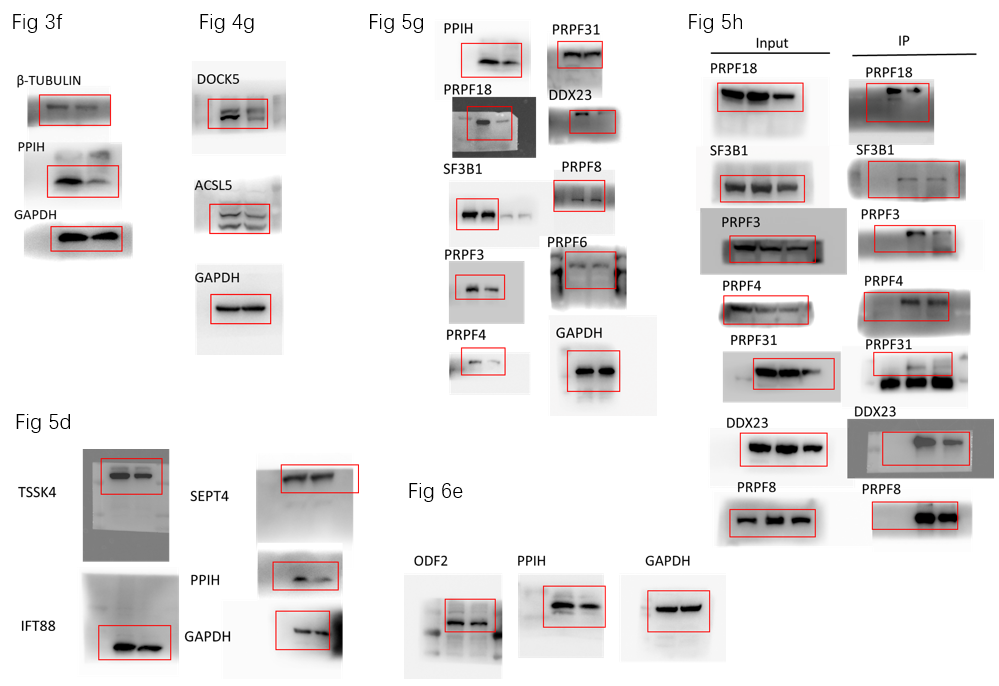 Fig 3f
β-TUBULIN
PPIH
GAPDH
Fig 4g
DOCK5
ACSL5
GAPDH
Fig 5g
PPIH
PRPF18
SF3B1
PRPF3
PRPF4
PRPF31
DDX23
PRPF8
PRPF6
GAPDH
Fig 5h
Input
PRPF18
SF3B1
PRPF3
PRPF4
PRPF31
DDX23
PRPF8
IP
PRPF18
SF3B1
PRPF3
PRPF4
PRPF31
DDX23
PRPF8
Fig 5d
TSSK4
IFT88
SEPT4
PPIH
GAPDH
Fig 6e
ODF2
PPIH
GAPDH